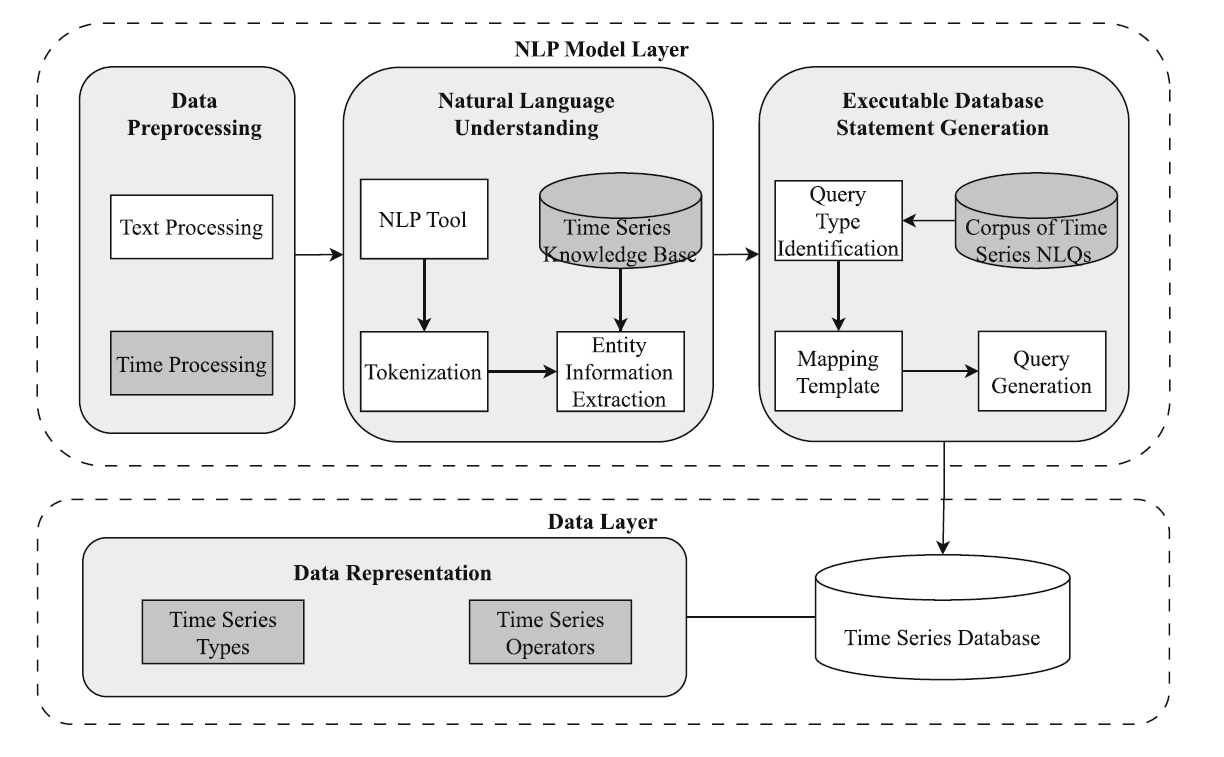 NLP Model Layer
Data
Preprocessing
Text Processing
Time Processing
Natural Language
Understanding
NLP Tool
Time Series
Knowledge Base
Tokenization
Entity
Information
Extraction
Executable Database
Statement Generation
Query
Type
Identification
Corpus of Time
Series NLQs
Mapping
Template
Query
Generation
Data Layer
Data Representation
Time Series
Types
Time Series
Operators
Time Series Database